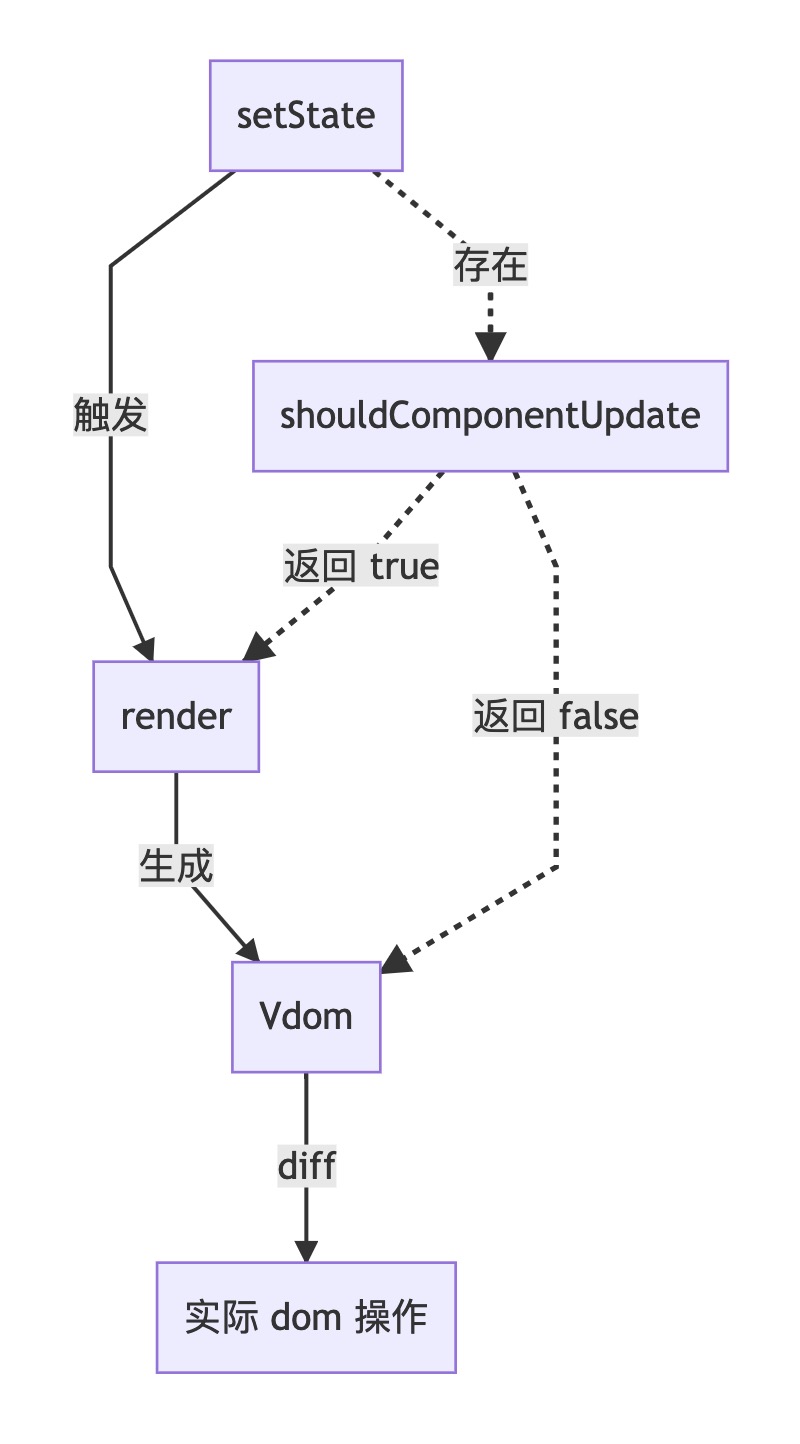 setState
存在
shouldComponentUpdate
触发
返回 true
render
返回 false
生成
Vdom
diff
实际 dom 操作